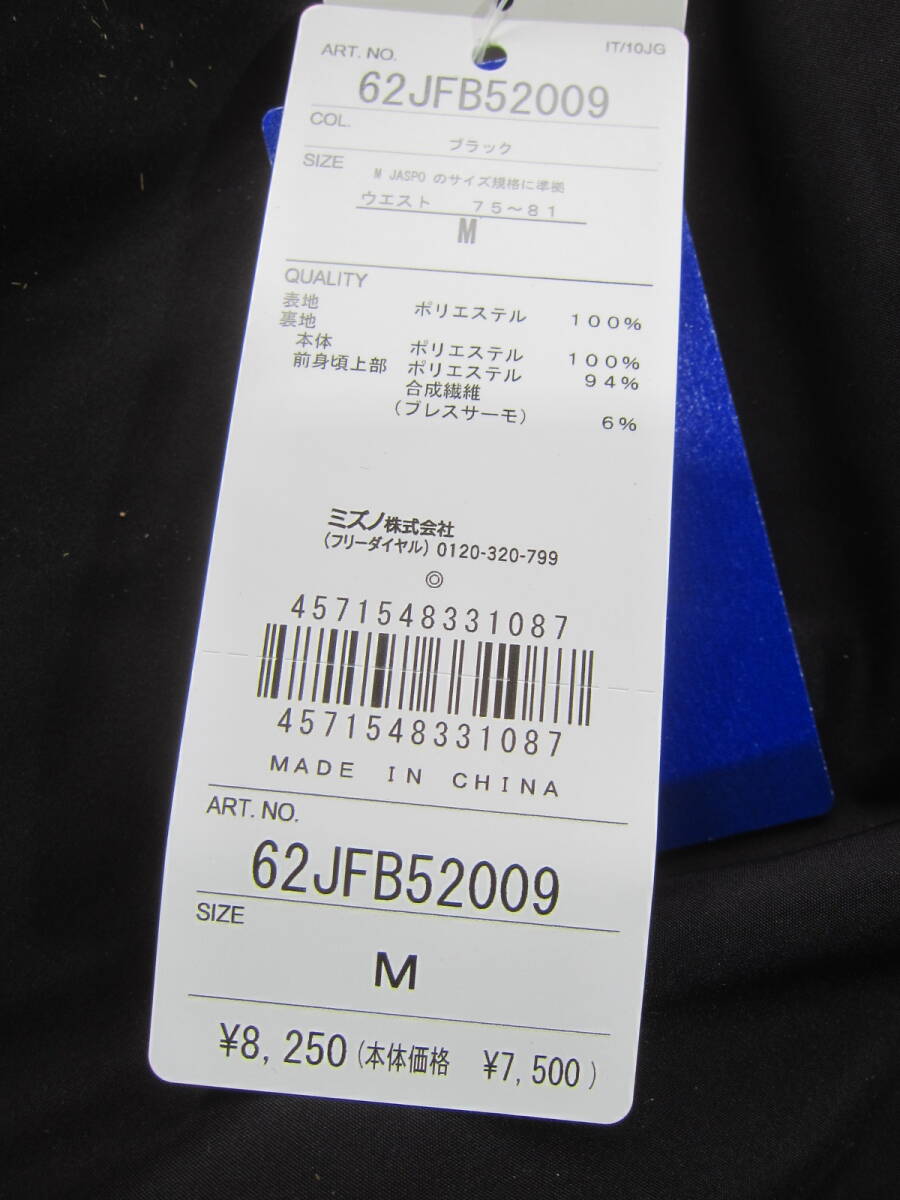 ART. NO.
IT/10JG
62JFB52009
COL.
ブラック
SIZE
M JASPO のサイズ規格に準拠
ウエスト ７５～８１
M
QUALITY
表地 ポリエステル １００％
裏地
本体 ポリエステル １００％
前身頃上部 ポリエステル ９４％
合成繊維
（ブレスサーモ） ６％
ミズノ株式会社
(フリーダイヤル) 0120-320-799
◎
4571548331087
4571548331087
MADE IN CHINA
ART. NO.
62JFB52009
SIZE
M
¥8,250 (本体価格 ¥7,500)